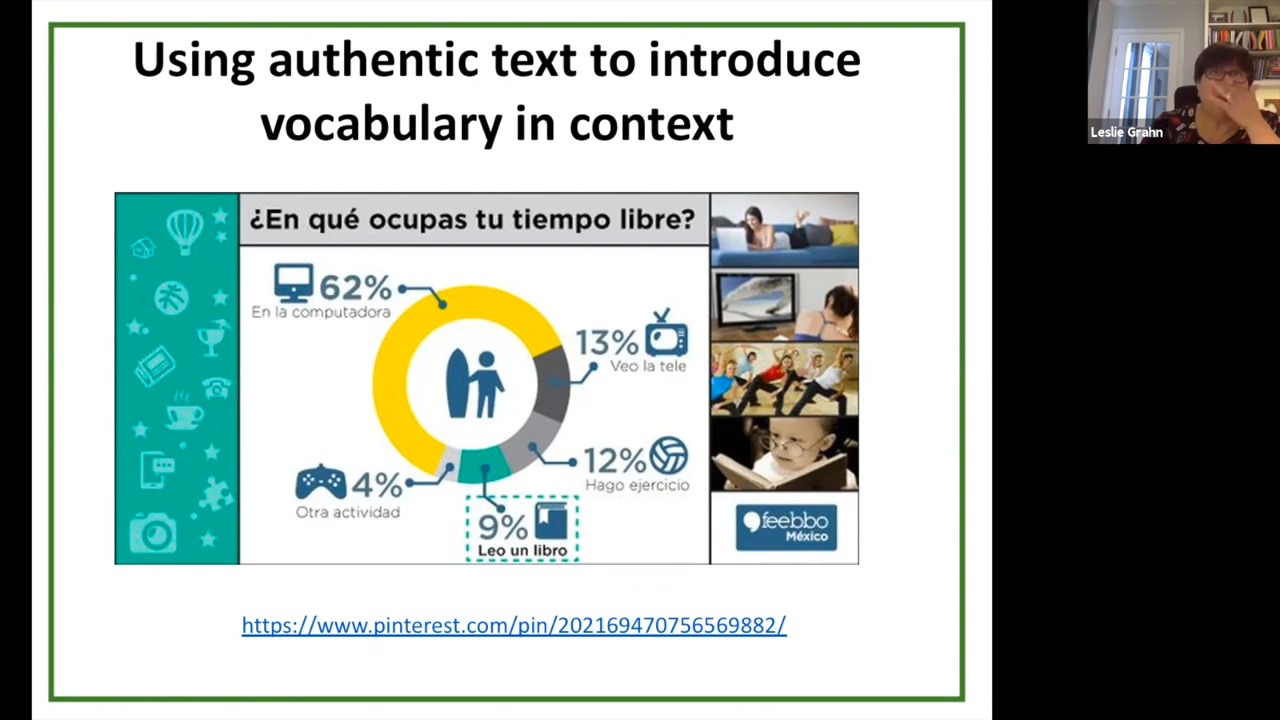 Using authentic text to introduce
vocabulary in context
Leslie Grahn
¿En qué ocupas tu tiempo libre?
62%
En la computadora
13%
Veo la tele
12%
Hago ejercicio
4%
Otra actividad
9%
Leo un libro
feebbo
México
https://www.pinterest.com/pin/202169470756569882/